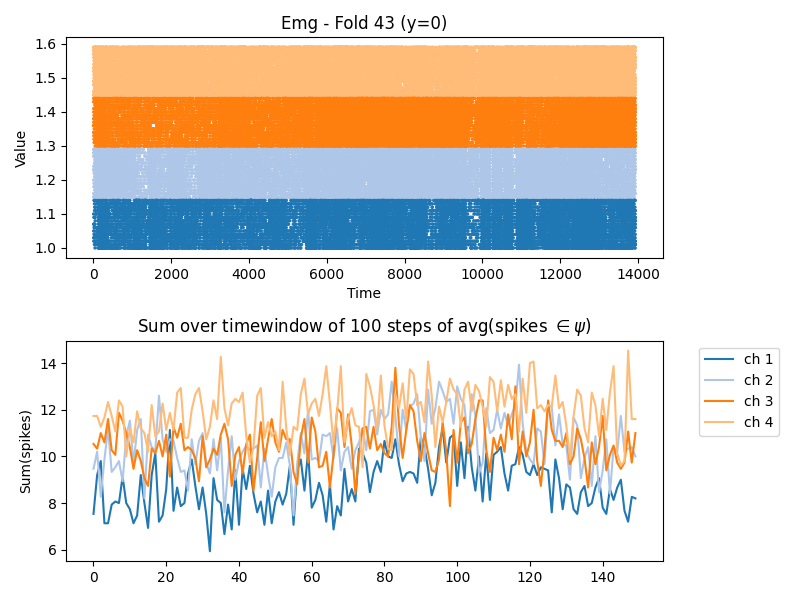 Emg - Fold 43 (y=0)
1.6
1.5
1.4
1.3
1.2
1.1
1.0
Value
0 2000 4000 6000 8000 10000 12000 14000
Time
Sum over timewindow of 100 steps of avg(spikes ∈ψ)
14
12
10
8
6
Sum(spikes)
0 20 40 60 80 100 120 140
ch 1
ch 2
ch 3
ch 4